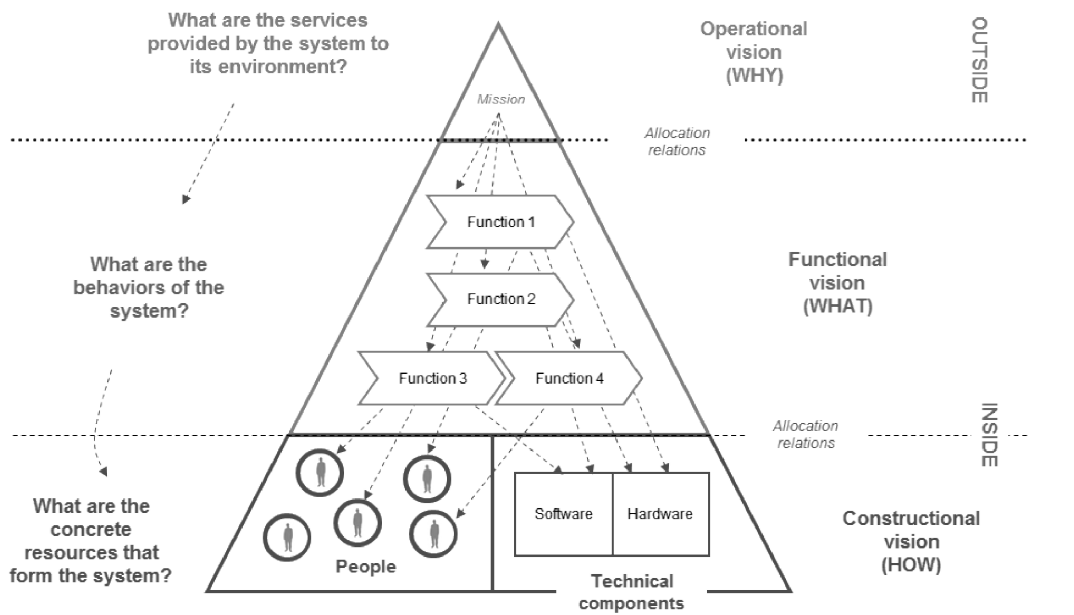 What are the services
provided by the system to
its environment?
Operational
vision
(WHY)
OUTSIDE
Mission
Allocation
relations
Function 1
What are the
behaviors of the
system?
Functional
vision
(WHAT)
Function 2
Function 3
Function 4
Allocation
relations
INSIDE
What are the
concrete
resources that
form the system?
Software
Hardware
Constructional
vision
(HOW)
People
Technical
components